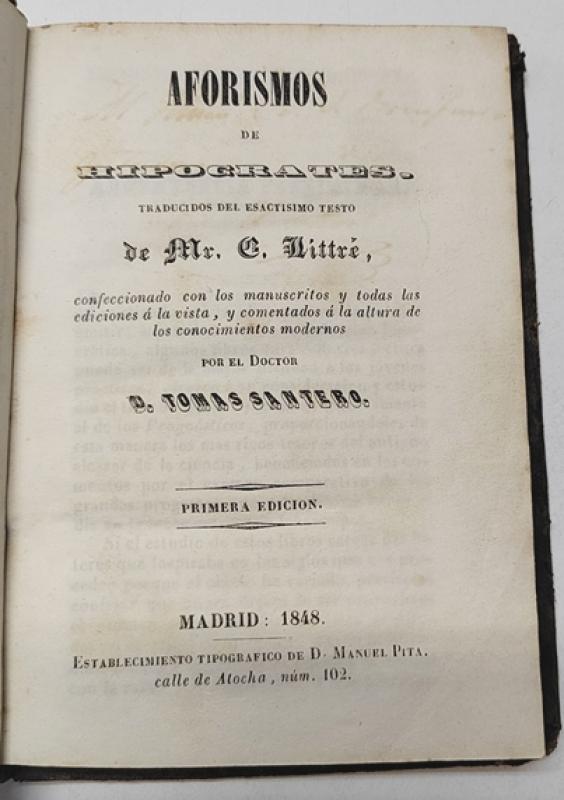 AFORISMOS
DE
HIPOCRATES.
TRADUCIDOS DEL ESACTISIMO TESTO
de Mr. E. Littré,
confeccionado con los manuscritos y todas las
ediciones á la vista, y comentados á la altura de
los conocimientos modernos
POR EL DOCTOR
D. TOMAS SANTERO.
PRIMERA EDICION.
MADRID: 1848.
ESTABLECIMIENTO TIPOGRAFICO DE D. MANUEL PITA.
calle de Atocha, núm. 102.